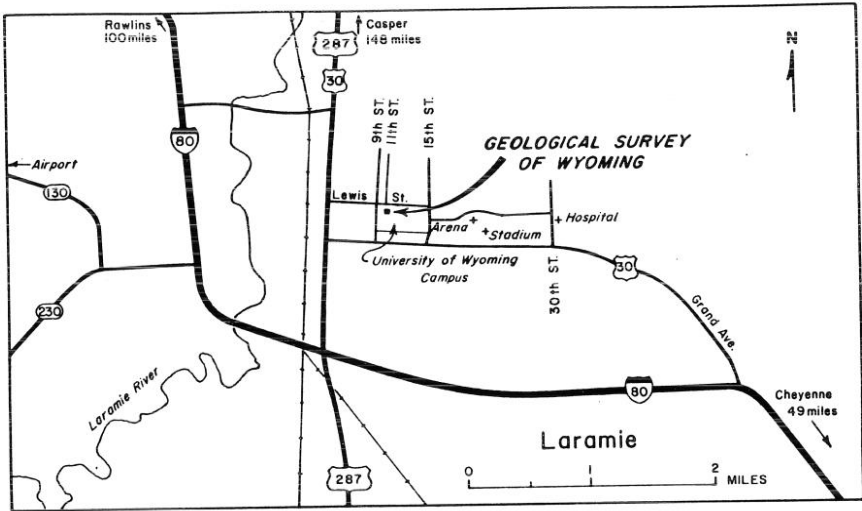 Rawlins
100 miles
Casper
148 miles
287
30
N
9th ST.
11th ST.
15th ST.
GEOLOGICAL SURVEY
OF WYOMING
80
Airport
130
Lewis St.
Arena
Stadium
Hospital
University of Wyoming
Campus
30th ST.
30
230
Grand Ave.
Laramie River
80
Cheyenne
49 miles
Laramie
0 1 2
MILES
287